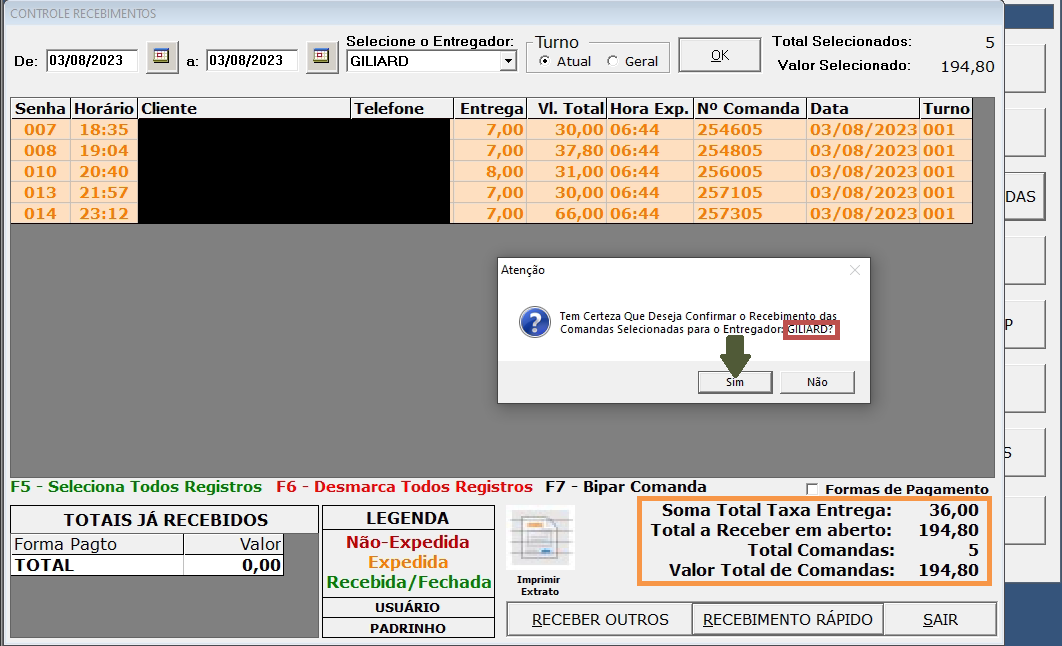 CONTROLE RECEBIMENTOS
De: 03/08/2023 a: 03/08/2023
Selecione o Entregador:
GILIARD
Turno
Atual Geral
OK
Total Selecionados: 5
Valor Selecionado: 194,80
Senha Horário Cliente Telefone Entrega Vl. Total Hora Exp. Nº Comanda Data Turno
007 18:35 7,00 30,00 06:44 254605 03/08/2023 001
008 19:04 7,00 37,80 06:44 254805 03/08/2023 001
010 20:40 8,00 31,00 06:44 256005 03/08/2023 001
013 21:57 7,00 30,00 06:44 257105 03/08/2023 001
014 23:12 7,00 66,00 06:44 257305 03/08/2023 001
DAS
P
S
Atenção
Tem Certeza Que Deseja Confirmar o Recebimento das
Comandas Selecionadas para o Entregador: GILIARD?
Sim Não
F5 - Seleciona Todos Registros F6 - Desmarca Todos Registros F7 - Bipar Comanda
Formas de Pagamento
TOTAIS JÁ RECEBIDOS
Forma Pagto Valor
TOTAL 0,00
LEGENDA
Não-Expedida
Expedida
Recebida/Fechada
USUÁRIO
PADRINHO
Imprimir
Extrato
Soma Total Taxa Entrega: 36,00
Total a Receber em aberto: 194,80
Total Comandas: 5
Valor Total de Comandas: 194,80
RECEBER OUTROS RECEBIMENTO RÁPIDO SAIR